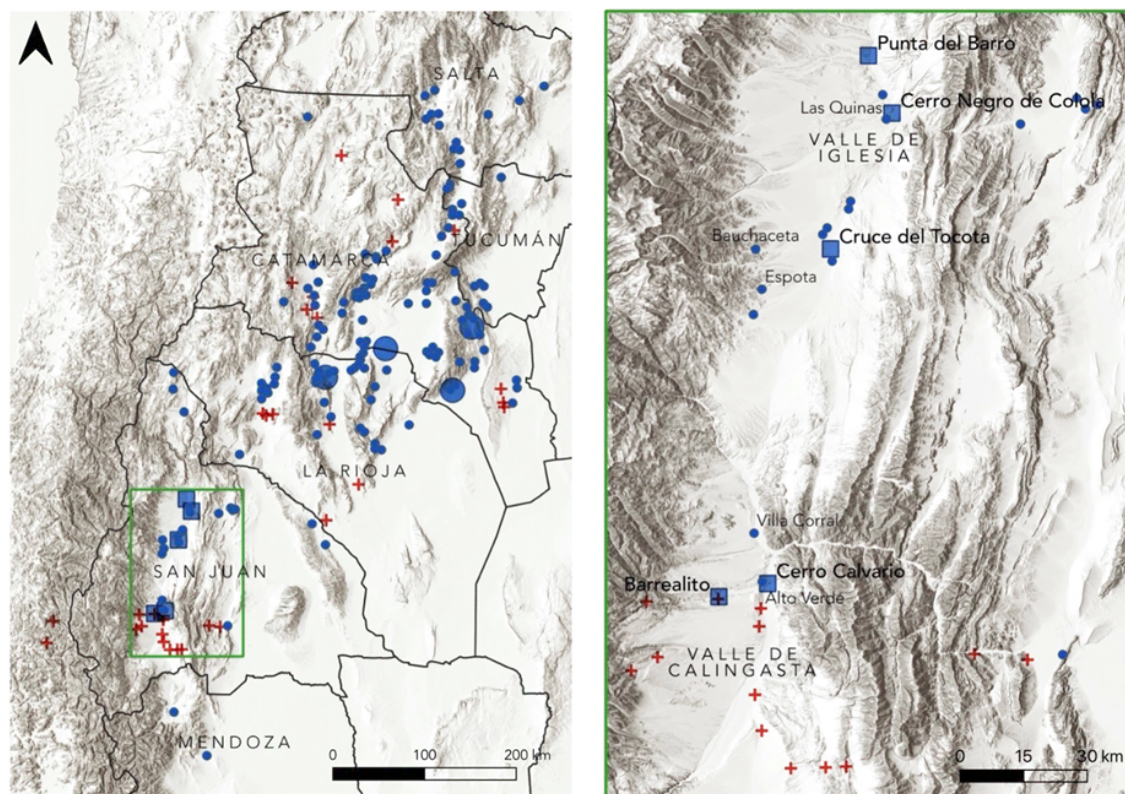 SALTA
TUCUMÁN
CATAMARCA
LA RIOJA
SAN JUAN
MENDOZA
0 100 200 km
Punta del Barro
Las Quinas
Cerro Negro de Colola
VALLE DE
IGLESIA
Bauchaceta
Cruce del Tocota
Espota
Villa Corral
Cerro Calvario
Barrealito
Alto Verde
VALLE DE
CALINGASTA
0 15 30 km